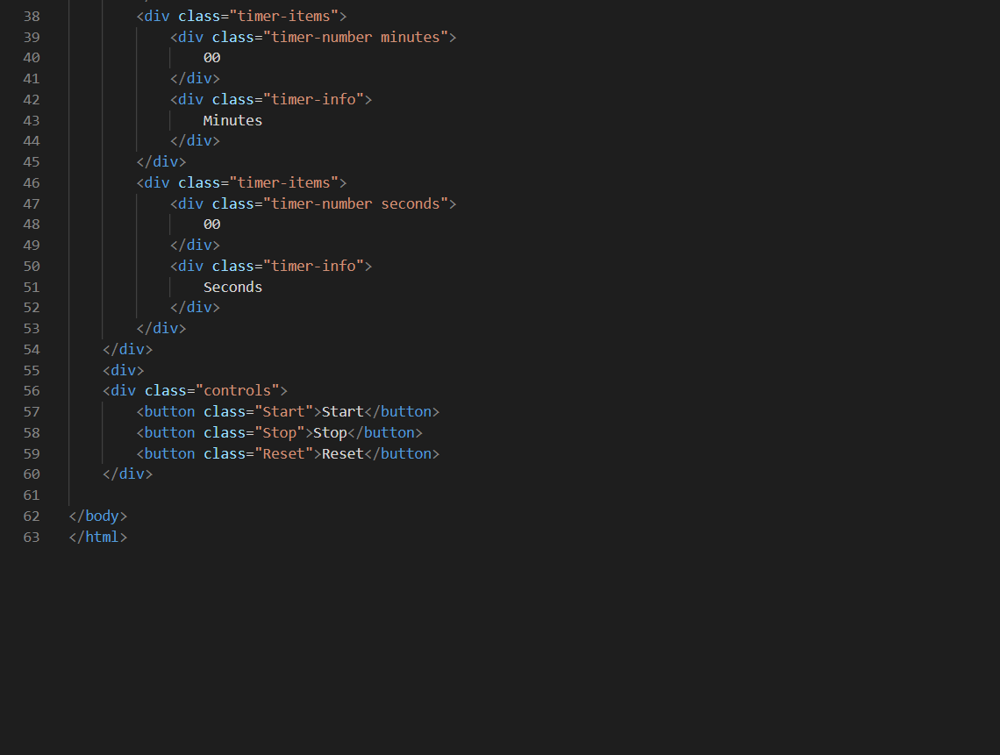 38 <div class="timer-items">
39 <div class="timer-number minutes">
40 00
41 </div>
42 <div class="timer-info">
43 Minutes
44 </div>
45 </div>
46 <div class="timer-items">
47 <div class="timer-number seconds">
48 00
49 </div>
50 <div class="timer-info">
51 Seconds
52 </div>
53 </div>
54 </div>
55 <div>
56 <div class="controls">
57 <button class="Start">Start</button>
58 <button class="Stop">Stop</button>
59 <button class="Reset">Reset</button>
60 </div>
61
62 </body>
63 </html>